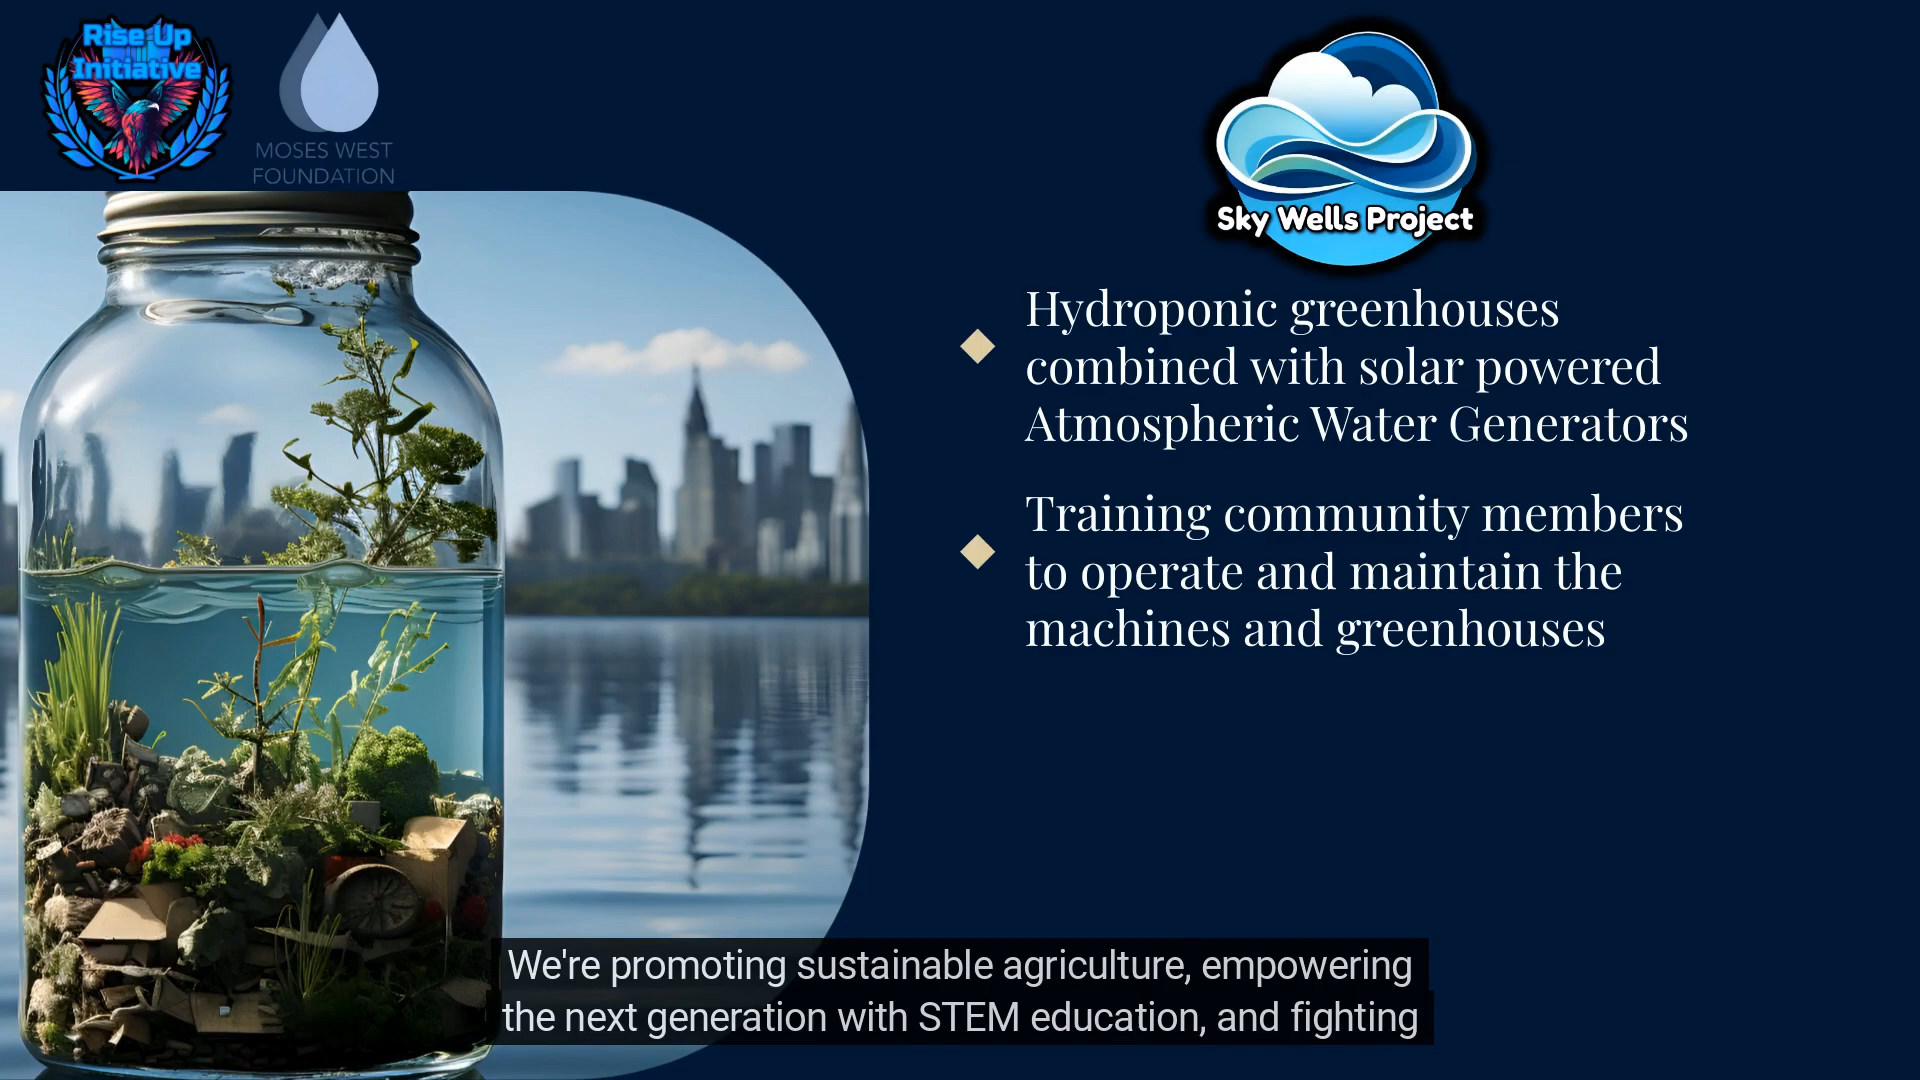 Rise Up
Initiative
MOSES WEST
FOUNDATION
Sky Wells Project
Hydroponic greenhouses
combined with solar powered
Atmospheric Water Generators
Training community members
to operate and maintain the
machines and greenhouses
We're promoting sustainable agriculture, empowering
the next generation with STEM education, and fighting